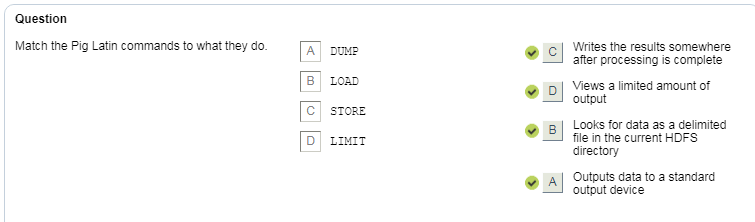 Question
Match the Pig Latin commands to what they do.
A DUMP
B LOAD
C STORE
D LIMIT
C Writes the results somewhere
after processing is complete
D Views a limited amount of
output
B Looks for data as a delimited
file in the current HDFS
directory
A Outputs data to a standard
output device